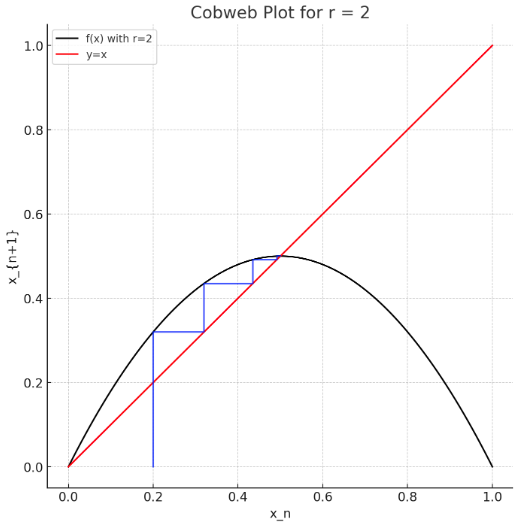 Cobweb Plot for r = 2
f(x) with r=2
y=x
1.0
0.8
0.6
0.4
0.2
0.0
x_{n+1}
0.0 0.2 0.4 0.6 0.8 1.0
x_n